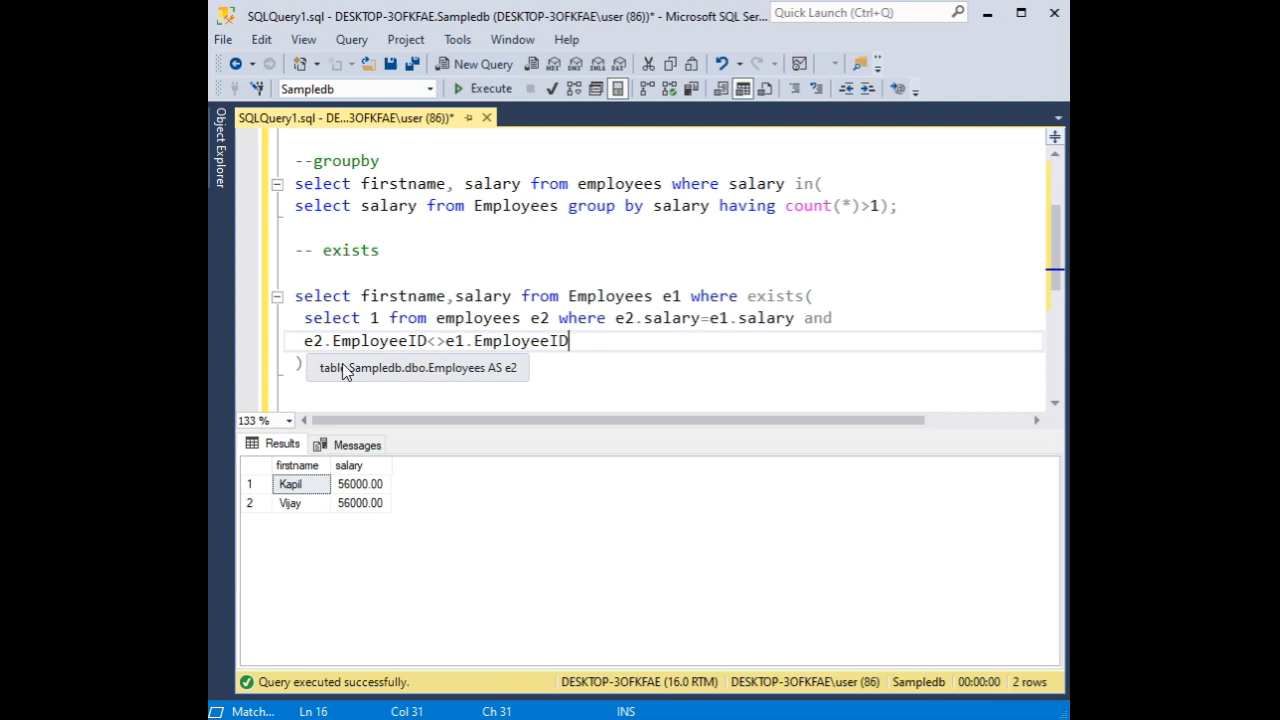 SQLQuery1.sql - DESKTOP-3OFKFAE.Sampledb (DESKTOP-3OFKFAE\user (86))* - Microsoft SQL Ser...
Quick Launch (Ctrl+Q)
File Edit View Query Project Tools Window Help
New Query
Sampledb Execute
SQLQuery1.sql - DE...3OFKFAE\user (86))*
Object Explorer
--groupby
select firstname, salary from employees where salary in(
select salary from Employees group by salary having count(*)>1);
-- exists
select firstname,salary from Employees e1 where exists(
select 1 from employees e2 where e2.salary=e1.salary and
e2.EmployeeID<>e1.EmployeeID
)
Sampledb.dbo.Employees AS e2
133 %
Results Messages
firstname salary
1 Kapil 56000.00
2 Vijay 56000.00
Query executed successfully. DESKTOP-3OFKFAE (16.0 RTM) DESKTOP-3OFKFAE\user (86) Sampledb 00:00:00 2 rows
Match... Ln 16 Col 31 Ch 31 INS